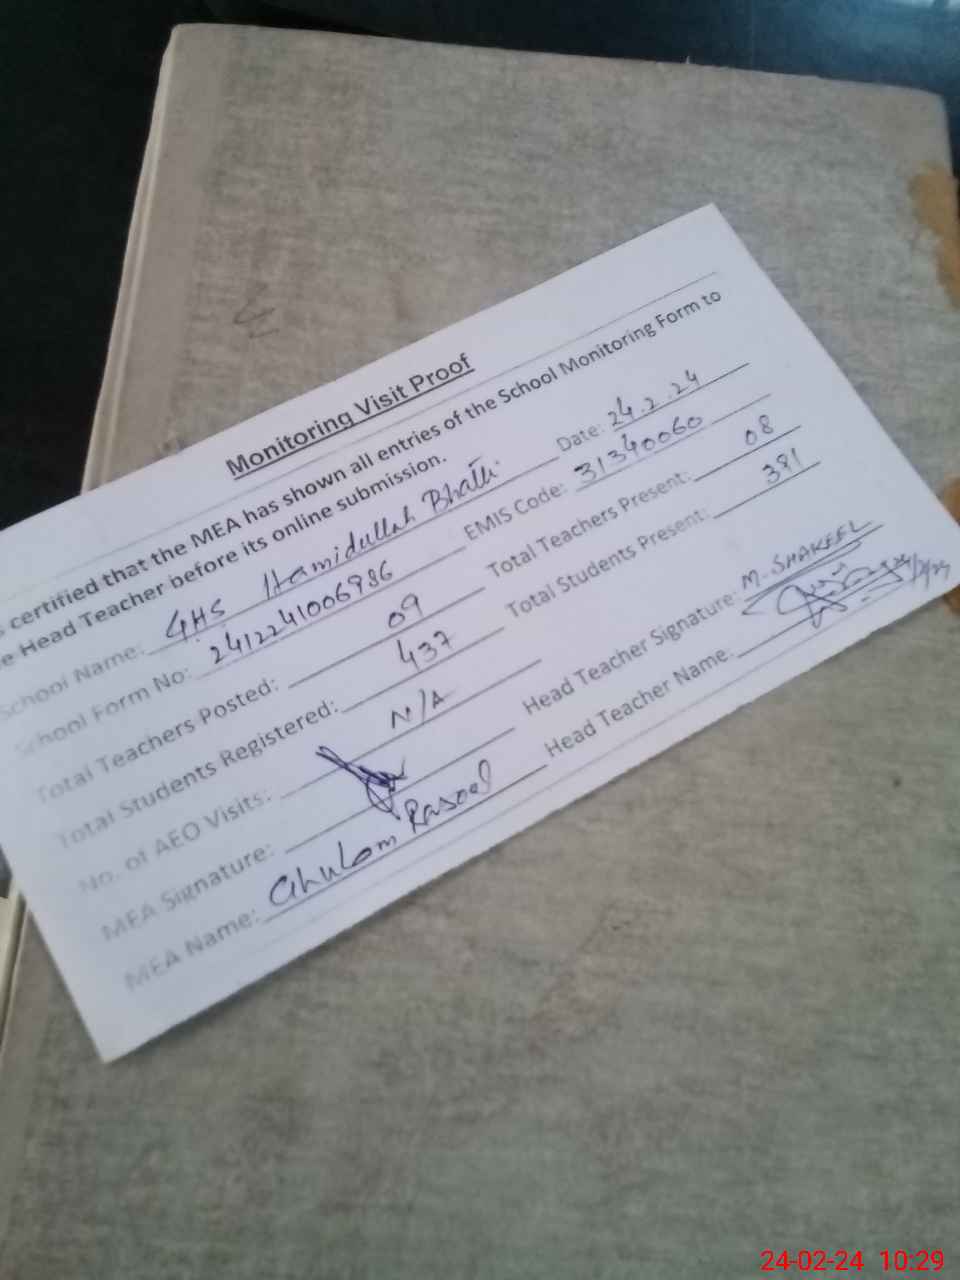 Monitoring Visit Proof
certified that the MEA has shown all entries of the School Monitoring Form to
Head Teacher before its online submission.
School Name: GHS Hamidullah Bhatti Date: 24.2.24
School Form No: 2412241006986 EMIS Code: 31340060
Total Teachers Posted: 09 Total Teachers Present: 08
Total Students Registered: 437 Total Students Present: 381
No. of AEO Visits: N/A
MEA Signature: Head Teacher Signature: M. SHAKEEL
MEA Name: Ghulam Rasool Head Teacher Name:
24-02-24 10:29